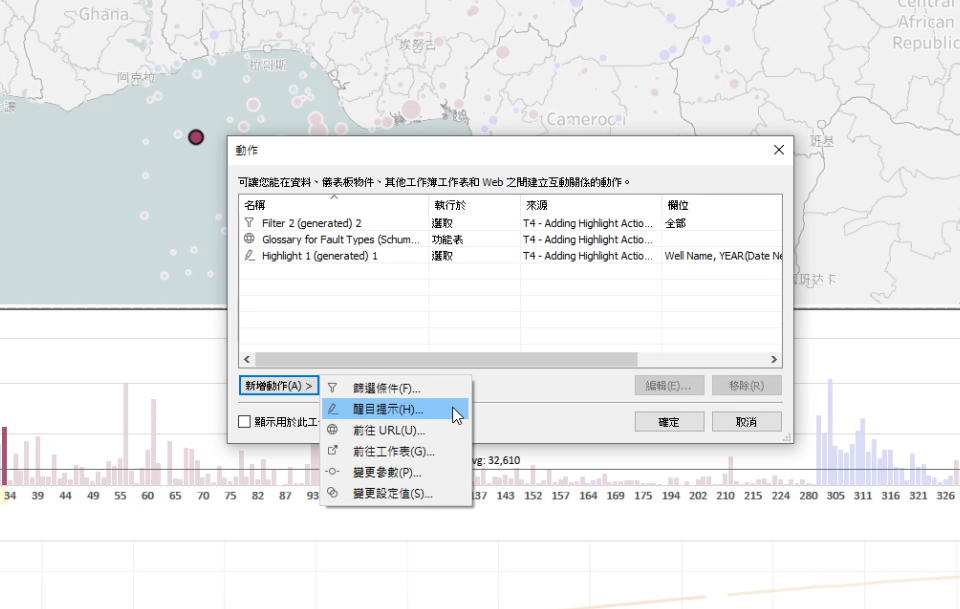 Ghana
Central
African
Republic
埃努古
拉哥斯
阿克拉
Cameroon
班基
動作
可讓您能在資料、儀表板物件、其他工作簿工作表和 Web 之間建立互動關係的動作。
名稱 執行於 來源 欄位
Filter 2 (generated) 2 選取 T4 - Adding Highlight Actio... 全部
Glossary for Fault Types (Schum... 功能表 T4 - Adding Highlight Actio...
Highlight 1 (generated) 1 選取 T4 - Adding Highlight Actio... Well Name, YEAR(Date Ne
班达卡
新增動作(A) > 編輯(E)... 移除(R)
篩選條件(F)...
醒目提示(H)...
顯示用於此工 確定 取消
前往 URL(U)...
前往工作表(G)...
vg: 32,610
變更參數(P)...
變更設定值(S)...
34 39 44 49 55 60 65 70 75 82 87 93 137 143 152 157 164 169 175 194 202 210 215 224 280 305 311 316 321 326